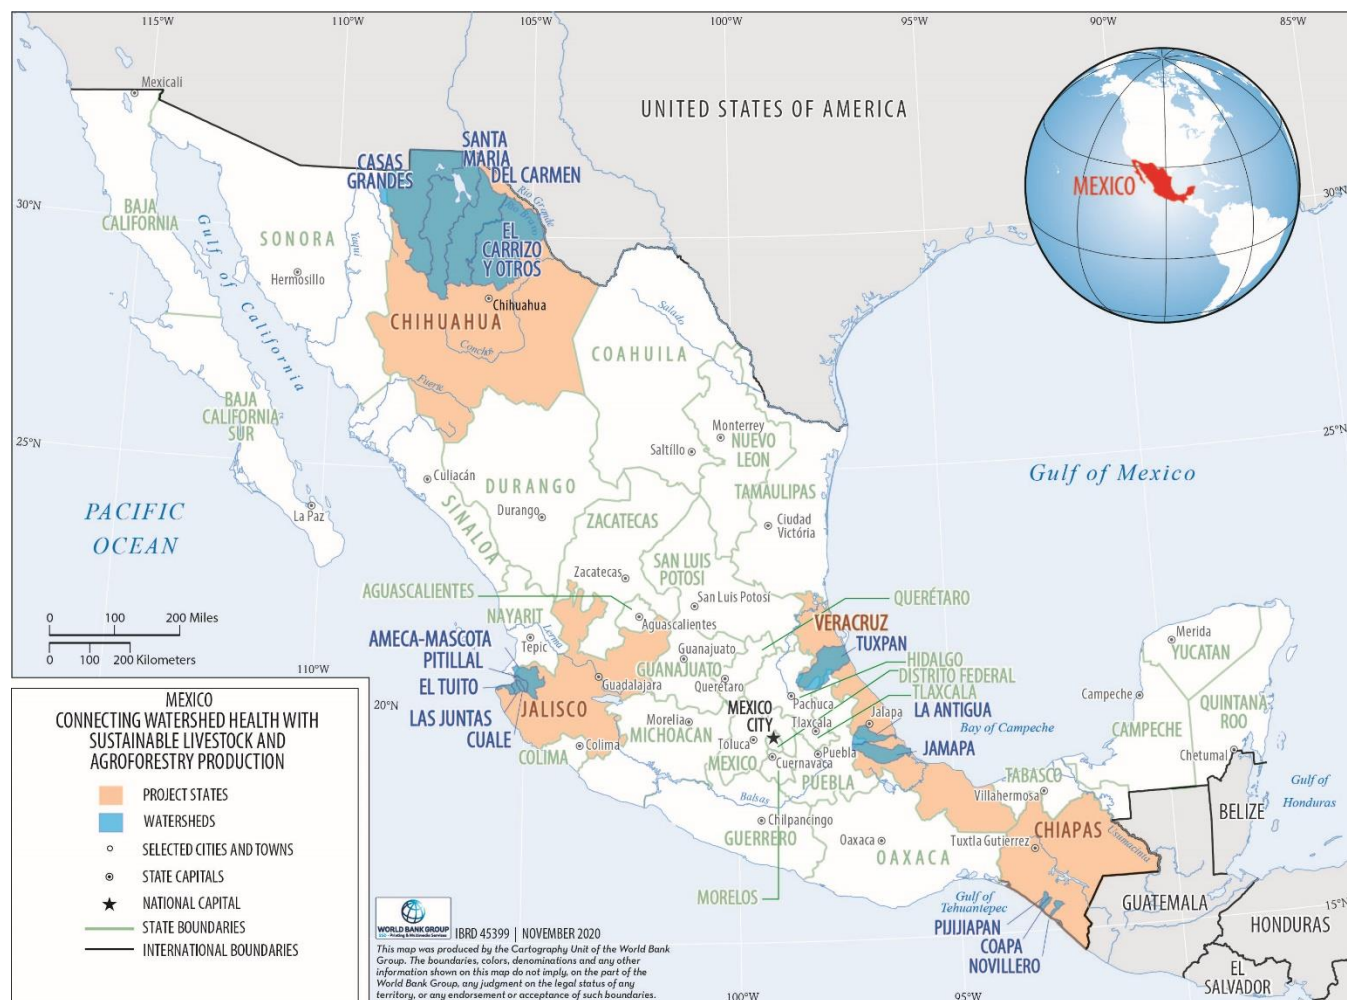 115°W
110°W
105°W
100°W
95°W
90°W
85°W
Mexicali
UNITED STATES OF AMERICA
SANTA
MARIA
DEL CARMEN
CASAS
GRANDES
Rio Grande
Rio Bravo
MEXICO
30°N
30°N
BAJA
CALIFORNIA
Gulf of California
SONORA
Yaqui
Hermosillo
EL
CARRIZO
Y OTROS
Chihuahua
CHIHUAHUA
Conchos
Salado
COAHUILA
Fuerte
BAJA
CALIFORNIA
SUR
Monterrey
NUEVO
LEON
Saltíllo
25°N
25°N
Gulf of Mexico
Culiacán
DURANGO
Durango
SINALOA
TAMAULIPAS
Ciudad
Victória
La Paz
PACIFIC
OCEAN
ZACATECAS
Zacatecas
SAN LUIS
POTOSI
San Luis Potosí
AGUASCALIENTES
Aguascalientes
NAYARIT
QUERÉTARO
VERACRUZ
TUXPAN
0 100 200 Miles
0 100 200 Kilometers
AMECA-MASCOTA
PITILLAL
EL TUITO
LAS JUNTAS
CUALE
Tepic
Lerma
Guanajuato
GUANAJUATO
Guadalajara
Querétaro
HIDALGO
DISTRITO FEDERAL
TLAXCALA
LA ANTIGUA
JAMAPA
Merida
YUCATAN
Campeche
QUINTANA
ROO
CAMPECHE
Chetumal
110°W
20°N
JALISCO
Morelia
MICHOACAN
MEXICO
CITY
Pachuca
Tlaxcala
Jalapa
Bay of Campeche
Colima
COLIMA
Toluca
MEXICO
Cuernavaca
Puebla
PUEBLA
TABASCO
Villahermosa
Gulf of
Honduras
BELIZE
Balsas
Chilpancingo
GUERRERO
Oaxaca
OAXACA
Tuxtla Gutiérrez
CHIAPAS
Usumacinta
MORELOS
Gulf of
Tehuantepec
PIJIJIAPAN
COAPA
NOVILLERO
GUATEMALA
15°N
HONDURAS
EL
SALVADOR
100°W
95°W
MEXICO
CONNECTING WATERSHED HEALTH WITH
SUSTAINABLE LIVESTOCK AND
AGROFORESTRY PRODUCTION
PROJECT STATES
WATERSHEDS
SELECTED CITIES AND TOWNS
STATE CAPITALS
NATIONAL CAPITAL
STATE BOUNDARIES
INTERNATIONAL BOUNDARIES
WORLD BANK GROUP
IBRD 45399 | NOVEMBER 2020
This map was produced by the Cartography Unit of the World Bank
Group. The boundaries, colors, denominations and any other
information shown on this map do not imply, on the part of the
World Bank Group, any judgment on the legal status of any
territory, or any endorsement or acceptance of such boundaries.